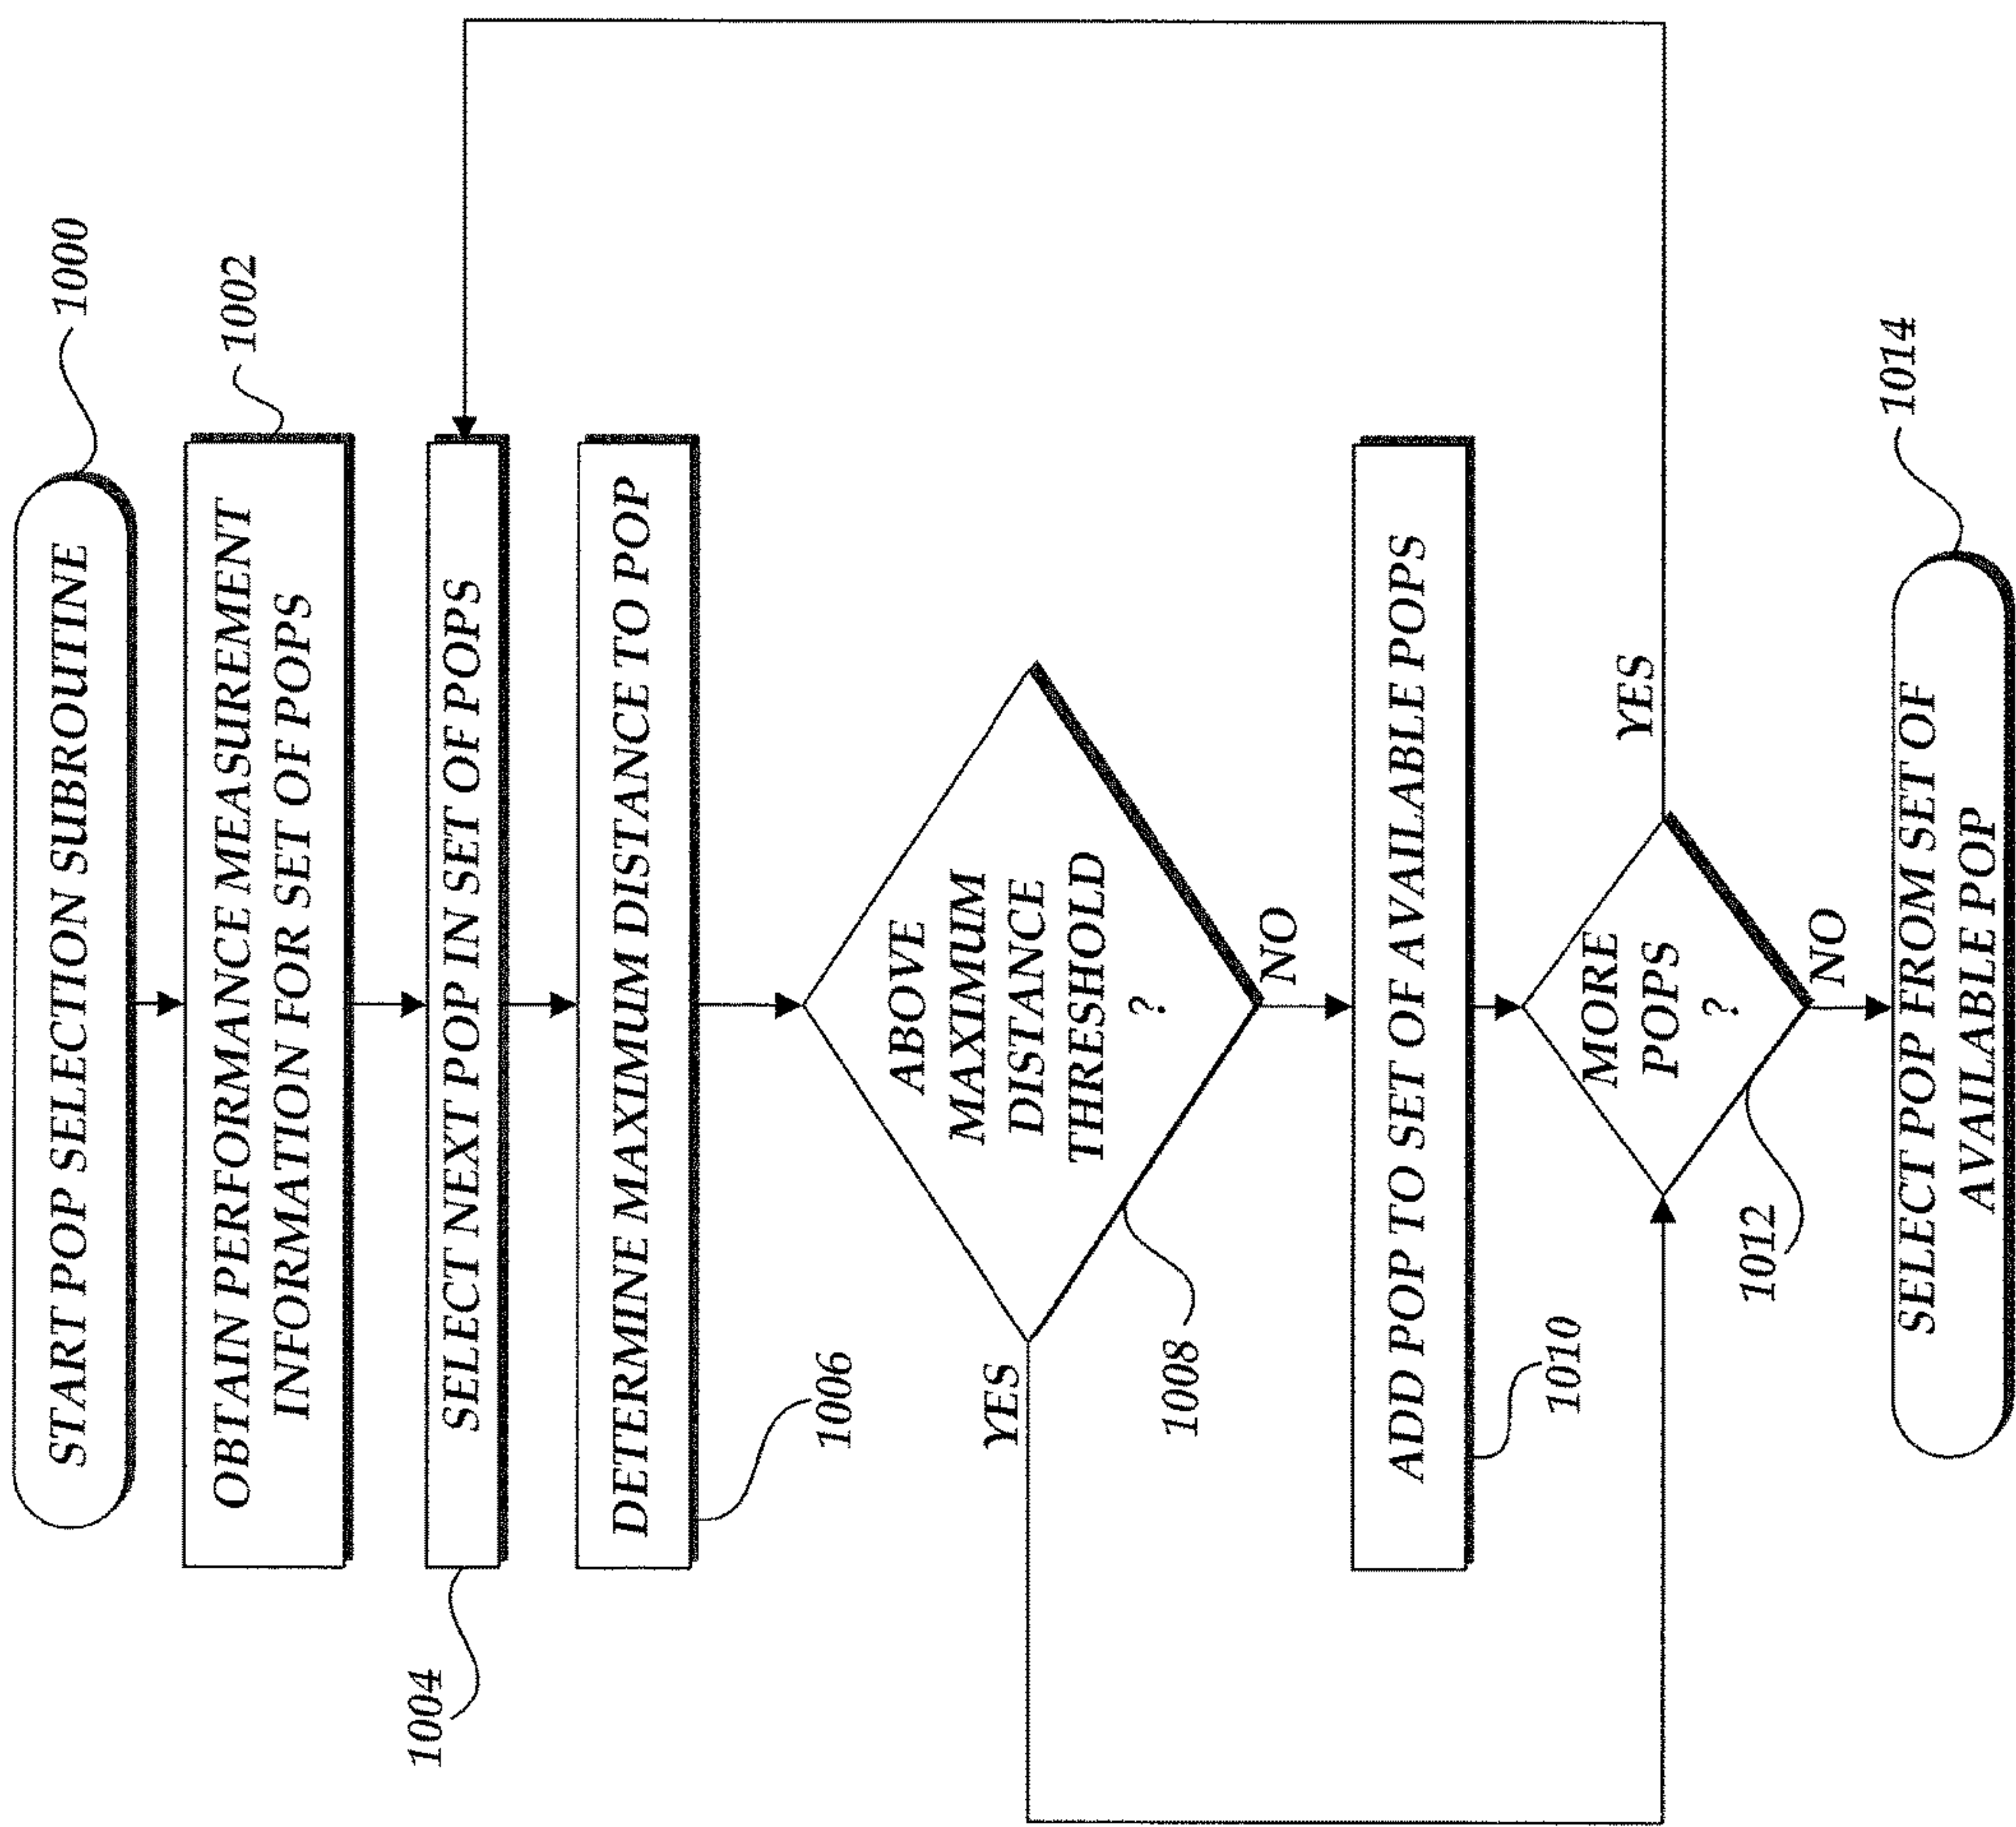 START POP SELECTION SUBROUTINE
1000
OBTAIN PERFORMANCE MEASUREMENT
INFORMATION FOR SET OF POPS
1002
SELECT NEXT POP IN SET OF POPS
1004
DETERMINE MAXIMUM DISTANCE TO POP
1006
ABOVE
MAXIMUM
DISTANCE
THRESHOLD
?
YES
1008
NO
ADD POP TO SET OF AVAILABLE POPS
1010
MORE
POPS
?
YES
1012
NO
SELECT POP FROM SET OF
AVAILABLE POP
1014